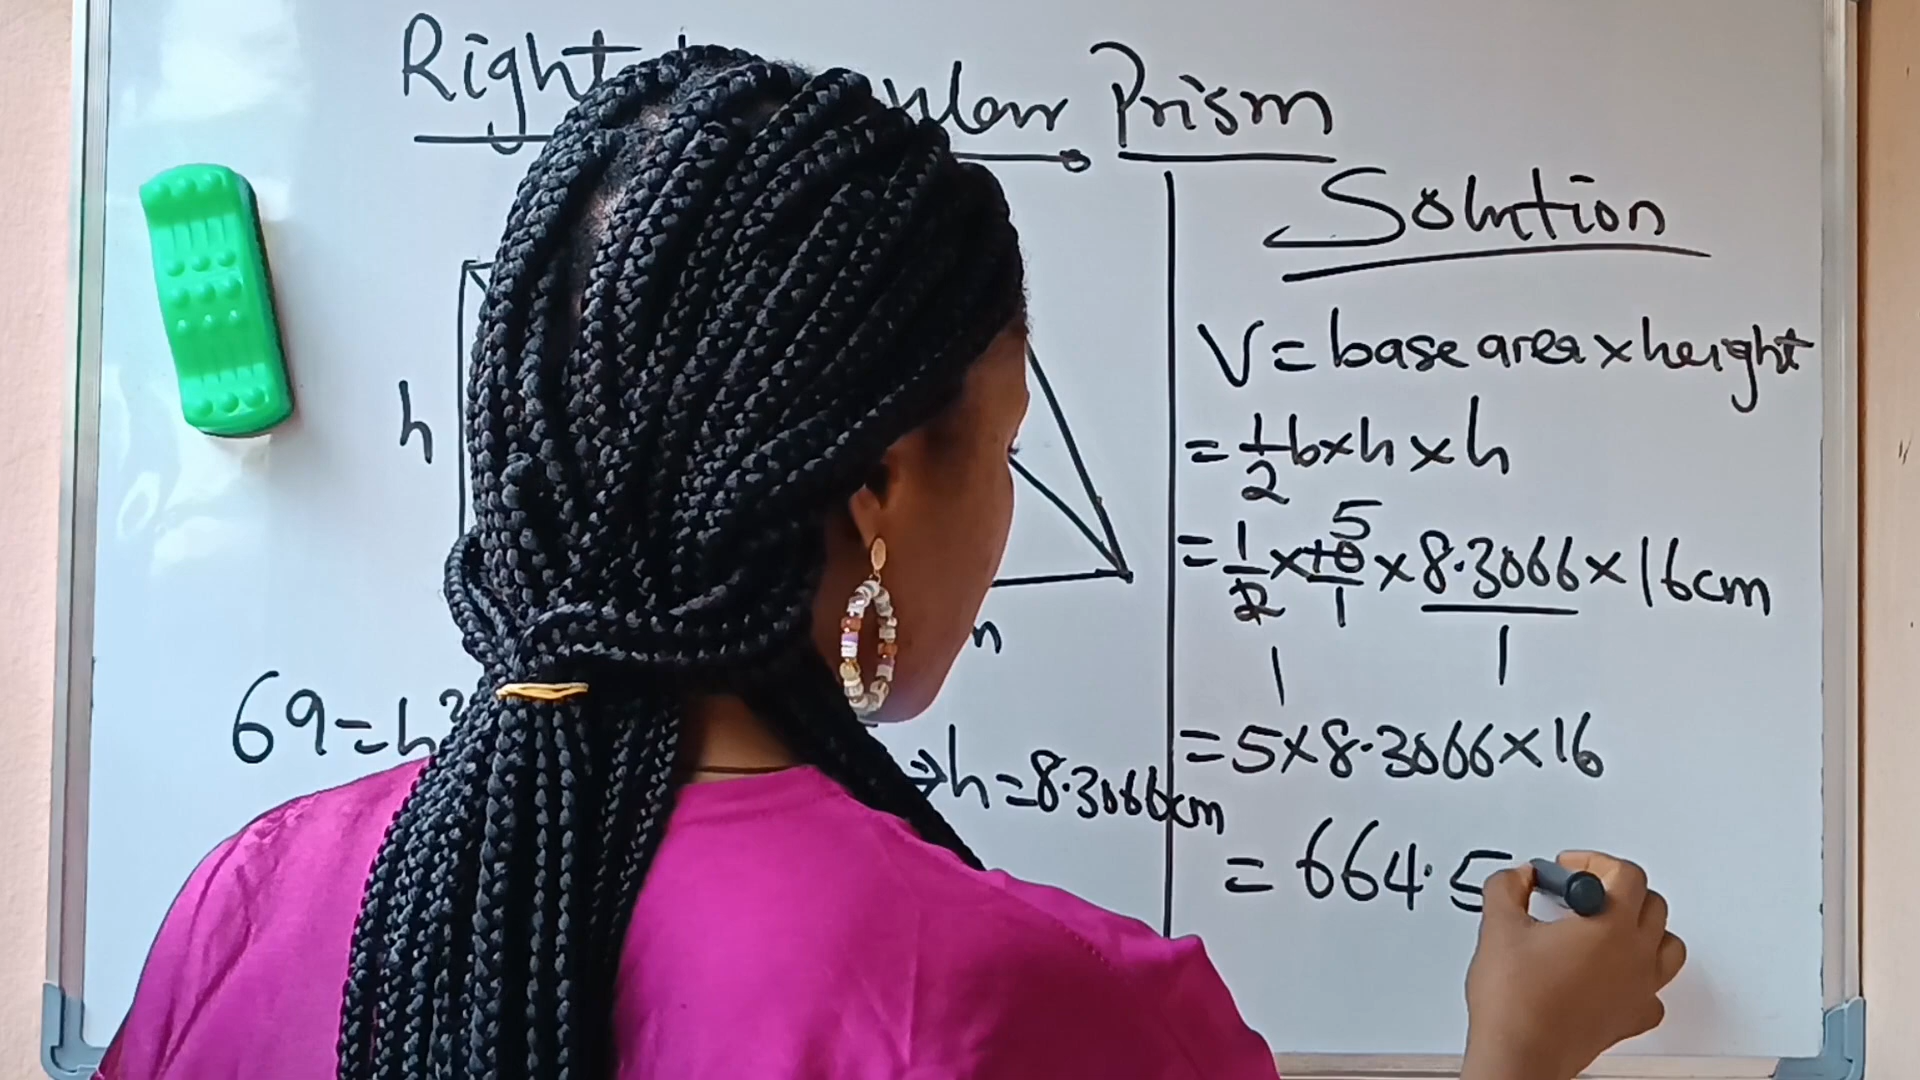 Right Prism
Solution
V = base area x height
h
= 1/2 b x h x h
= 1/2 x 10/1 x 8.3066/1 x 16cm
5
1
= 5 x 8.3066 x 16
69 = h²
⇒ h = 8.3066cm
= 664.5